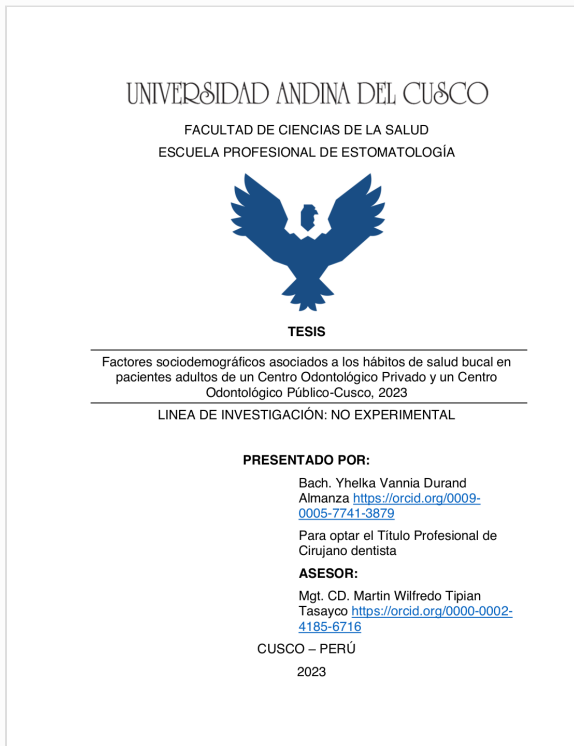 UNIVERSIDAD ANDINA DEL CUSCO
FACULTAD DE CIENCIAS DE LA SALUD
ESCUELA PROFESIONAL DE ESTOMATOLOGÍA
TESIS
Factores sociodemográficos asociados a los hábitos de salud bucal en
pacientes adultos de un Centro Odontológico Privado y un Centro
Odontológico Público-Cusco, 2023
LINEA DE INVESTIGACIÓN: NO EXPERIMENTAL
PRESENTADO POR:
Bach. Yhelka Vannia Durand
Almanza https://orcid.org/0009-
0005-7741-3879
Para optar el Título Profesional de
Cirujano dentista
ASESOR:
Mgt. CD. Martin Wilfredo Tipian
Tasayco https://orcid.org/0000-0002-
4185-6716
CUSCO – PERÚ
2023